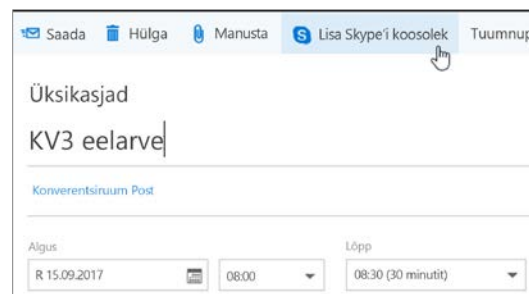 Saada Hülga Manusta Lisa Skype'i koosolek
Üksikasjad
KV3 eelarve
Konverentsiruum Post
Algus Lõpp
R 15.09.2017 08:00 08:30 (30 minutit)